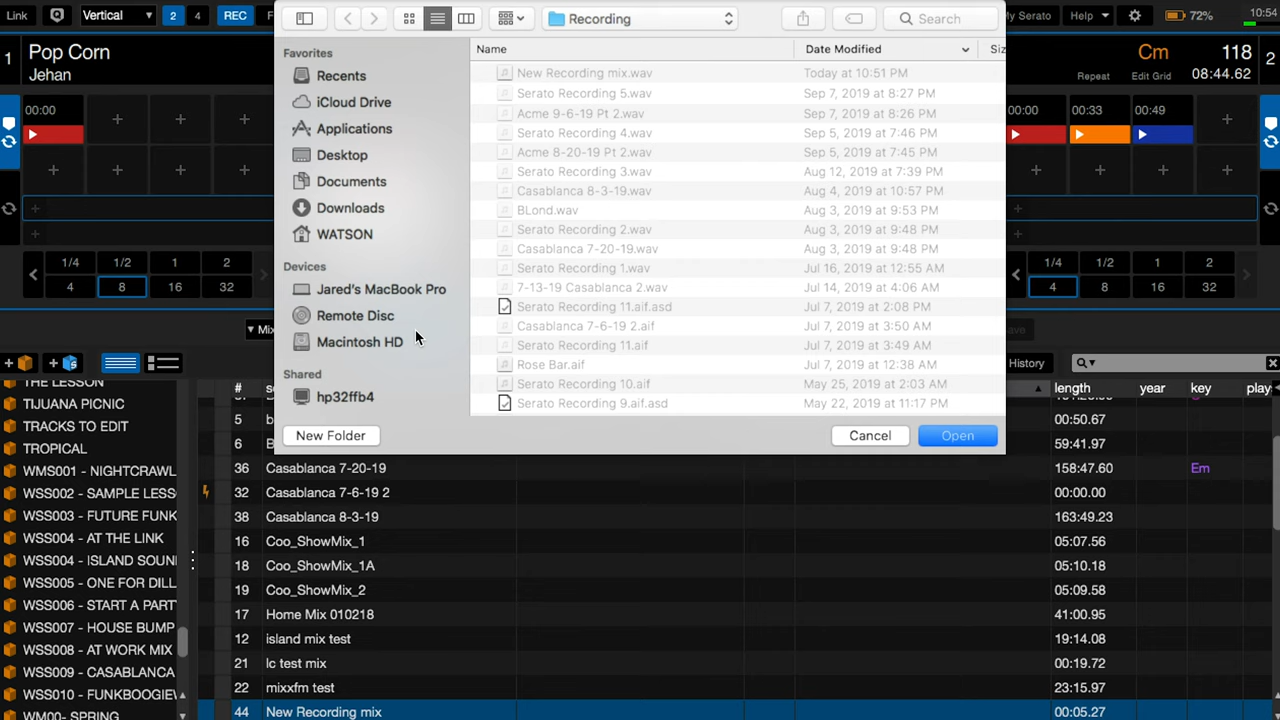 Link Vertical 2 4 REC Recording Search My Serato Help 72% 10:54
1 Pop Corn
Jehan
Cm 118 2
Repeat Edit Grid 08:44.62
00:00
00:00 00:33 00:49
1/4 1/2 1 2
4 8 16 32
1/4 1/2 1 2
4 8 16 32
Favorites
Recents
iCloud Drive
Applications
Desktop
Documents
Downloads
WATSON
Devices
Jared's MacBook Pro
Remote Disc
Macintosh HD
Shared
hp32ffb4
Name Date Modified Siz
New Recording mix.wav Today at 10:51 PM
Serato Recording 5.wav Sep 7, 2019 at 8:27 PM
Acme 9-6-19 Pt 2.wav Sep 7, 2019 at 8:26 PM
Serato Recording 4.wav Sep 5, 2019 at 7:46 PM
Acme 8-20-19 Pt 2.wav Sep 5, 2019 at 7:45 PM
Serato Recording 3.wav Aug 12, 2019 at 7:39 PM
Casablanca 8-3-19.wav Aug 4, 2019 at 10:57 PM
BLond.wav Aug 3, 2019 at 9:53 PM
Serato Recording 2.wav Aug 3, 2019 at 9:48 PM
Casablanca 7-20-19.wav Aug 3, 2019 at 9:48 PM
Serato Recording 1.wav Jul 16, 2019 at 12:55 AM
7-13-19 Casablanca 2.wav Jul 14, 2019 at 4:06 AM
Serato Recording 11.aif.asd Jul 7, 2019 at 2:08 PM
Casablanca 7-6-19 2.aif Jul 7, 2019 at 3:50 AM
Serato Recording 11.aif Jul 7, 2019 at 3:49 AM
Rose Bar.aif Jul 7, 2019 at 12:38 AM
Serato Recording 10.aif May 25, 2019 at 2:03 AM
Serato Recording 9.aif.asd May 22, 2019 at 11:17 PM
New Folder Cancel Open
Mix
History
# length year key play
THE LESSON
TIJUANA PICNIC
TRACKS TO EDIT
TROPICAL
WMS001 - NIGHTCRAWL
WSS002 - SAMPLE LESS
WSS003 - FUTURE FUNK
WSS004 - AT THE LINK
WSS004 - ISLAND SOUN
WSS005 - ONE FOR DILL
WSS006 - START A PART
WSS007 - HOUSE BUMP
WSS008 - AT WORK MIX
WSS009 - CASABLANCA
WSS010 - FUNKBOOGIE
WM00- SPRING
5 00:50.67
6 59:41.97
36 Casablanca 7-20-19 158:47.60 Em
32 Casablanca 7-6-19 2 00:00.00
38 Casablanca 8-3-19 163:49.23
16 Coo_ShowMix_1 05:07.56
18 Coo_ShowMix_1A 05:10.18
19 Coo_ShowMix_2 05:09.58
17 Home Mix 010218 41:00.95
12 island mix test 19:14.08
21 lc test mix 00:19.72
22 mixxfm test 23:15.97
44 New Recording mix 00:05.27